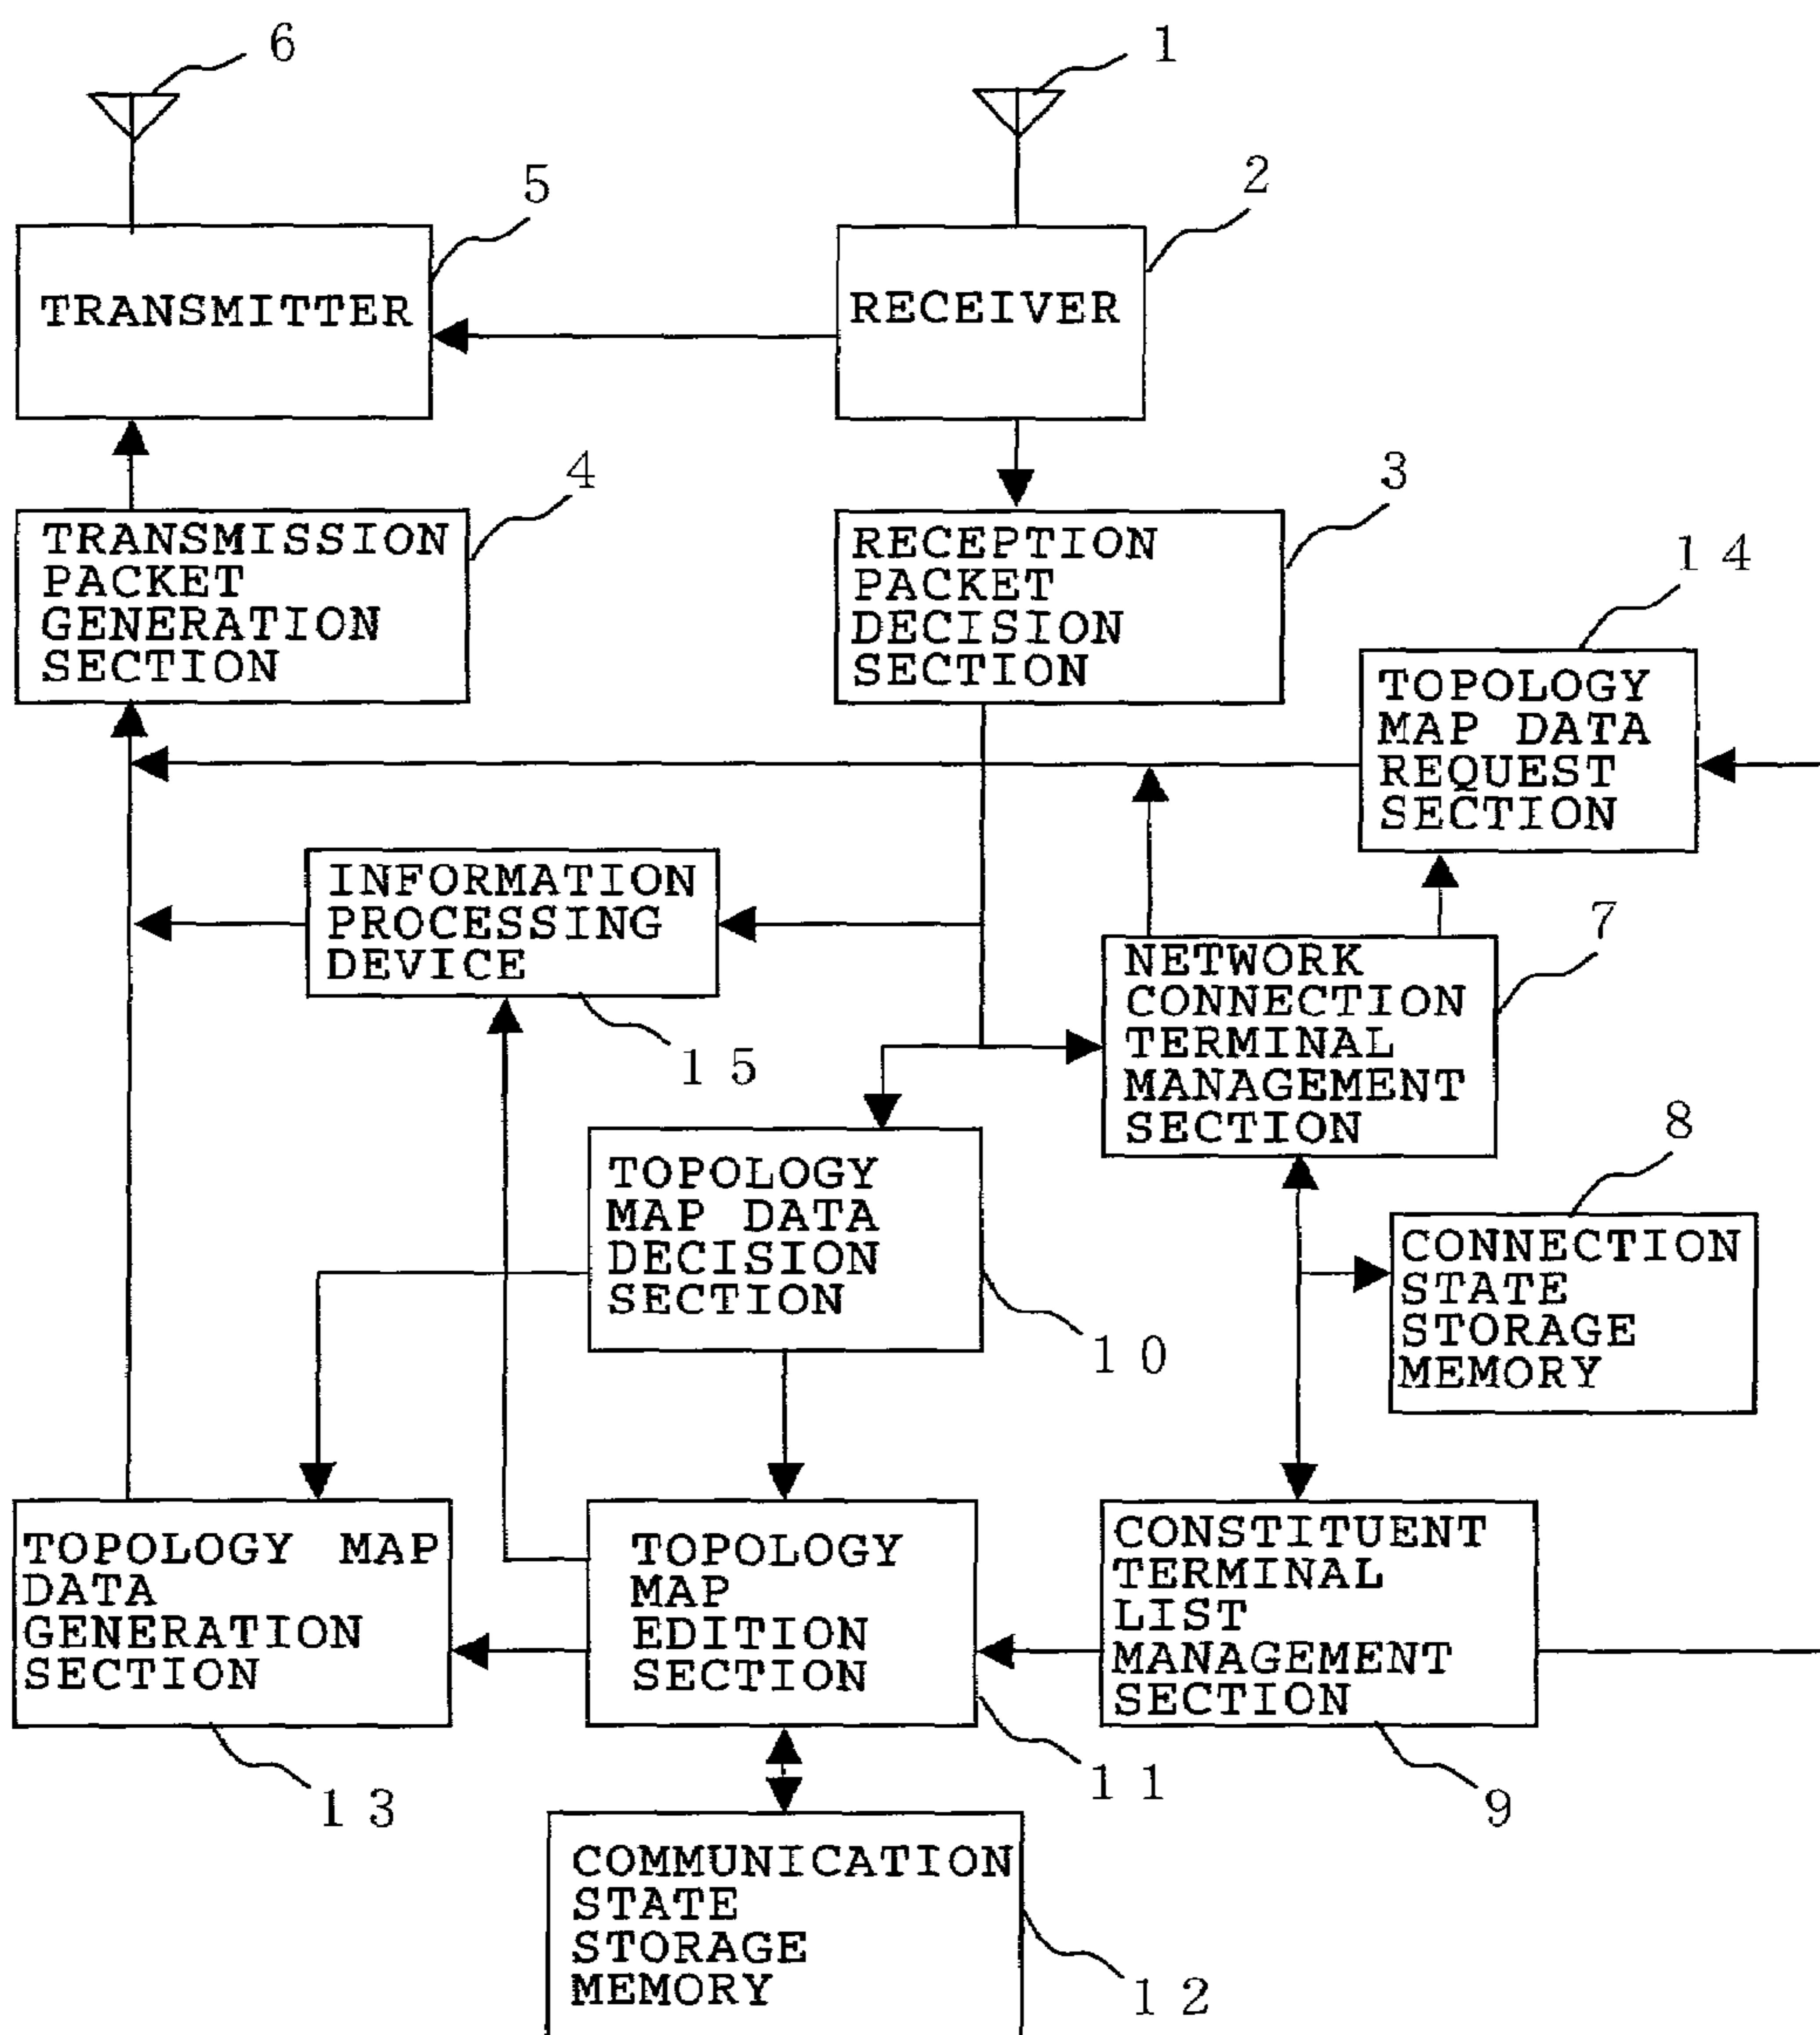 6
1
5
2
TRANSMITTER
RECEIVER
4
3
TRANSMISSION
PACKET
GENERATION
SECTION
RECEPTION
PACKET
DECISION
SECTION
14
TOPOLOGY
MAP DATA
REQUEST
SECTION
INFORMATION
PROCESSING
DEVICE
15
7
NETWORK
CONNECTION
TERMINAL
MANAGEMENT
SECTION
TOPOLOGY
MAP DATA
DECISION
SECTION
10
8
CONNECTION
STATE
STORAGE
MEMORY
TOPOLOGY MAP
DATA
GENERATION
SECTION
13
TOPOLOGY
MAP
EDITION
SECTION
11
CONSTITUENT
TERMINAL
LIST
MANAGEMENT
SECTION
9
COMMUNICATION
STATE
STORAGE
MEMORY
12